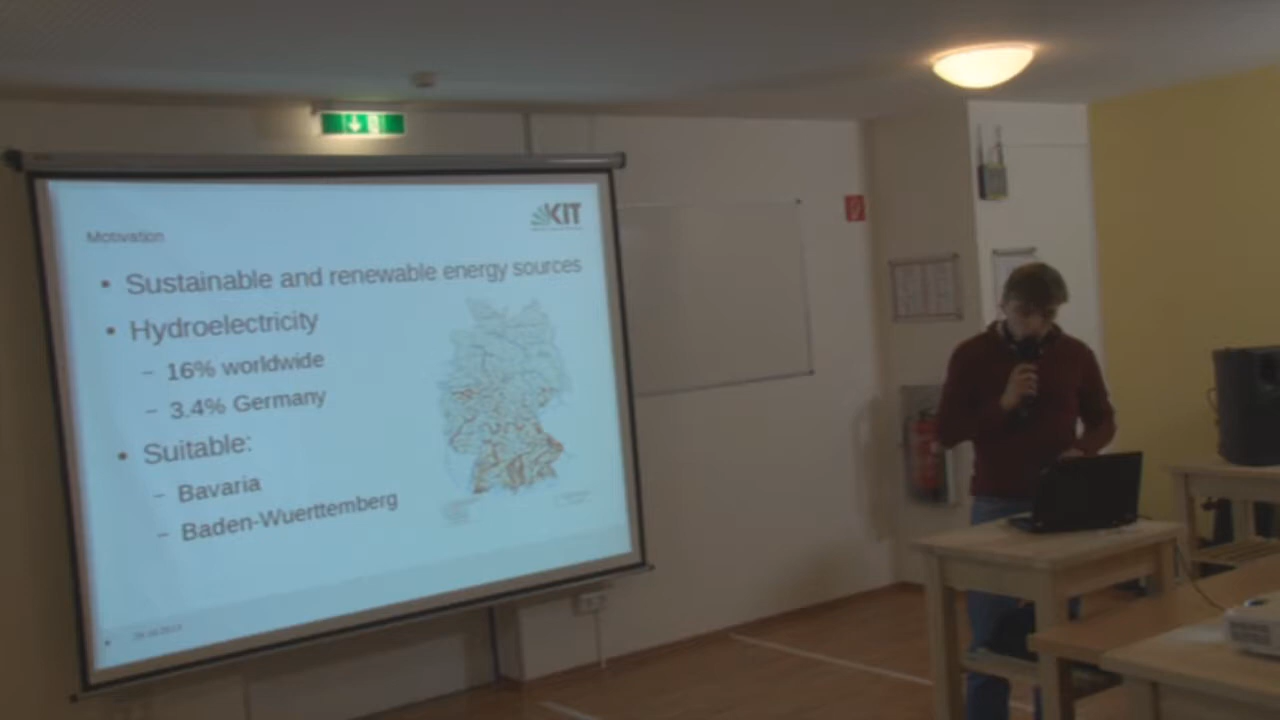 KIT
Motivation
• Sustainable and renewable energy sources
• Hydroelectricity
– 16% worldwide
– 3.4% Germany
• Suitable:
– Bavaria
– Baden-Wuerttemberg